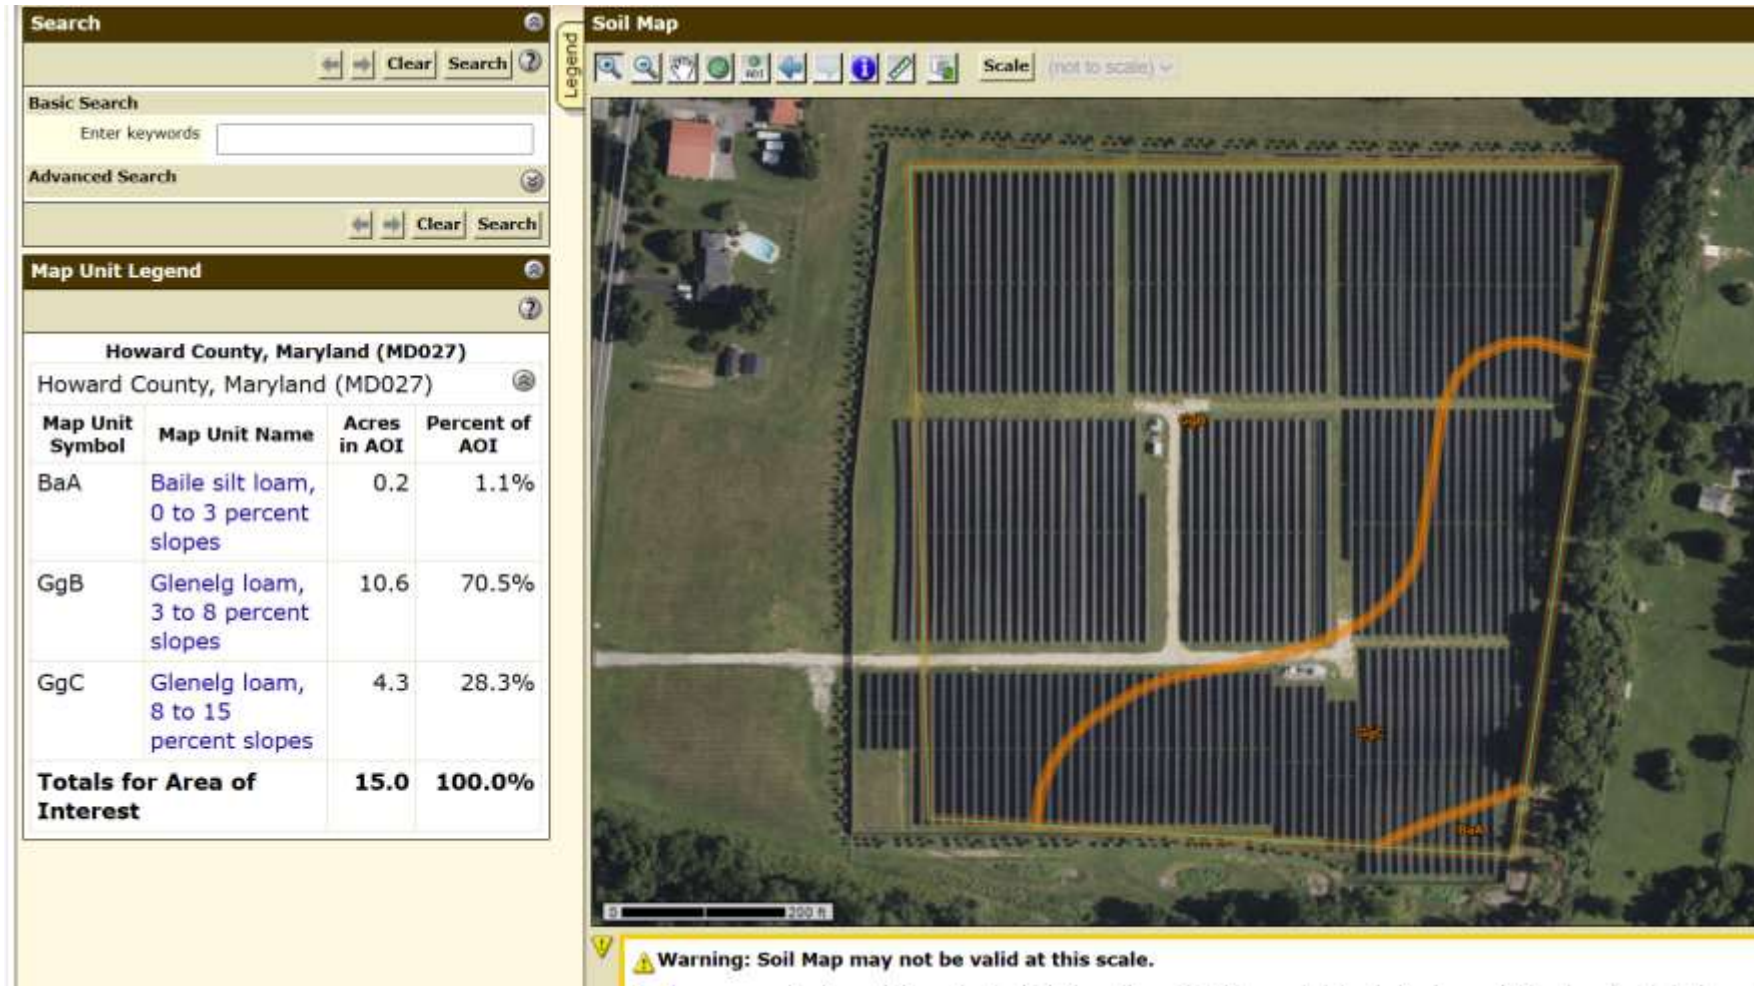 Search
Clear Search
Basic Search
Enter keywords
Advanced Search
Clear Search
Map Unit Legend
Howard County, Maryland (MD027)
Howard County, Maryland (MD027)
Map Unit Symbol Map Unit Name Acres in AOI Percent of AOI
BaA Baile silt loam, 0 to 3 percent slopes 0.2 1.1%
GgB Glenelg loam, 3 to 8 percent slopes 10.6 70.5%
GgC Glenelg loam, 8 to 15 percent slopes 4.3 28.3%
Totals for Area of Interest 15.0 100.0%
Legend
Soil Map
AOI
Scale (not to scale)
GgB
GgC
BaA
0 200 ft
Warning: Soil Map may not be valid at this scale.